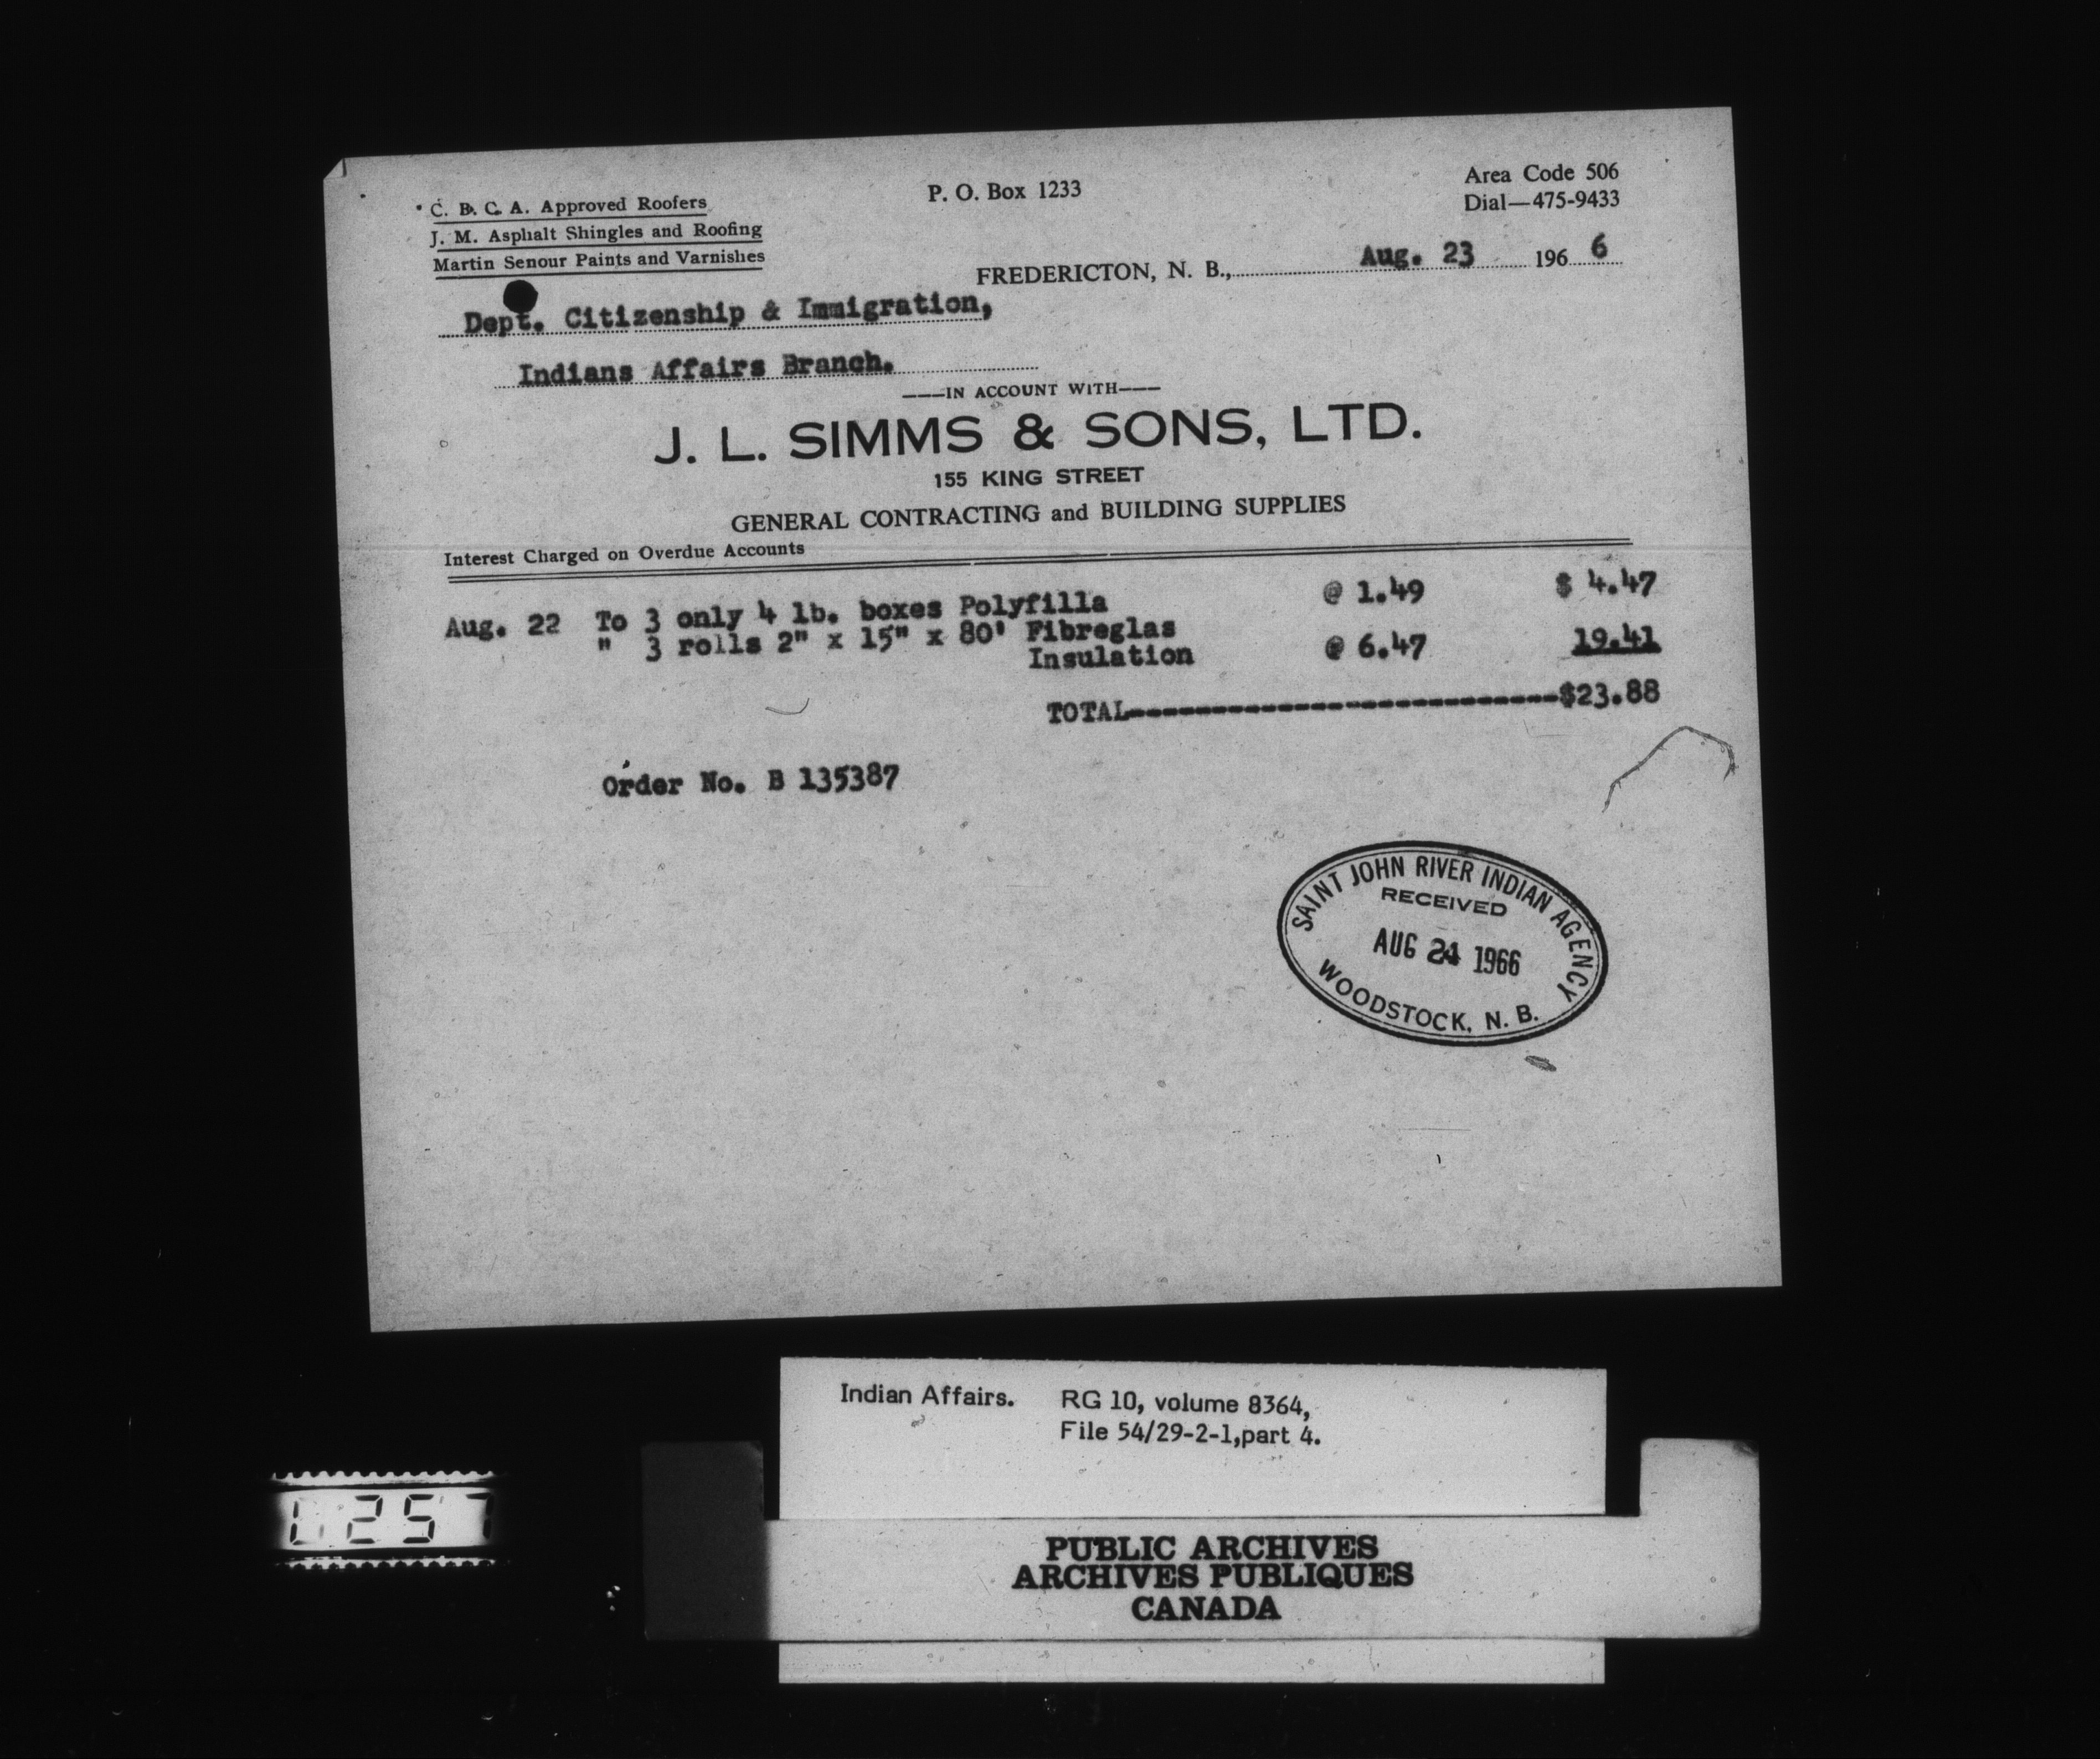 C. B. C. A. Approved Roofers
J. M. Asphalt Shingles and Roofing
Martin Senour Paints and Varnishes
P. O. Box 1233
Area Code 506
Dial—475-9433
FREDERICTON, N. B., Aug. 23 1966
Dept. Citizenship & Immigration,
Indians Affairs Branch.
———IN ACCOUNT WITH———
J. L. SIMMS & SONS, LTD.
155 KING STREET
GENERAL CONTRACTING and BUILDING SUPPLIES
Interest Charged on Overdue Accounts
Aug. 22 To 3 only 4 lb. boxes Polyfilla @ 1.49 $ 4.47
" 3 rolls 2" x 15" x 80' Fibreglas
Insulation @ 6.47 19.41
TOTAL---------------------------$23.88
Order No. B 135387
SAINT JOHN RIVER INDIAN AGENCY
RECEIVED
AUG 24 1966
WOODSTOCK, N. B.
Indian Affairs. RG 10, volume 8364,
File 54/29-2-1,part 4.
PUBLIC ARCHIVES
ARCHIVES PUBLIQUES
CANADA